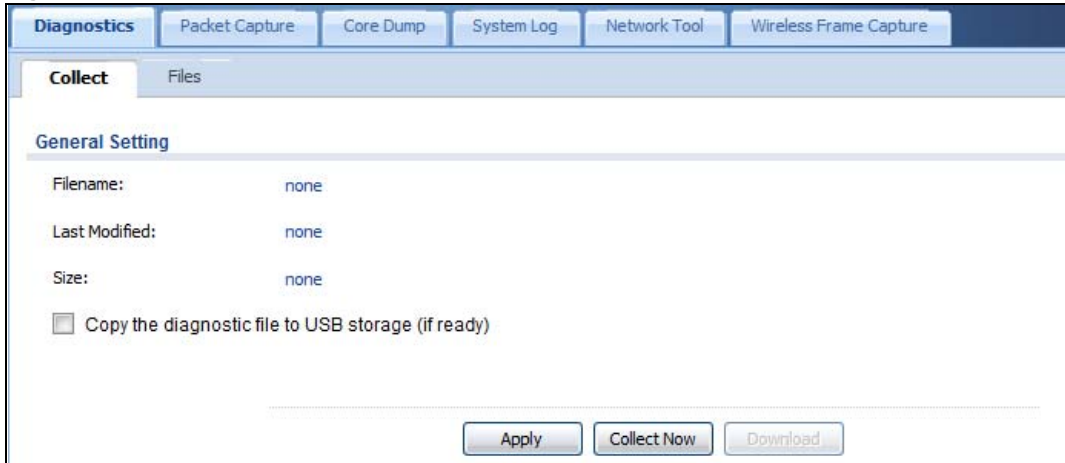 Diagnostics Packet Capture Core Dump System Log Network Tool Wireless Frame Capture
Collect Files
General Setting
Filename: none
Last Modified: none
Size: none
Copy the diagnostic file to USB storage (if ready)
Apply Collect Now Download